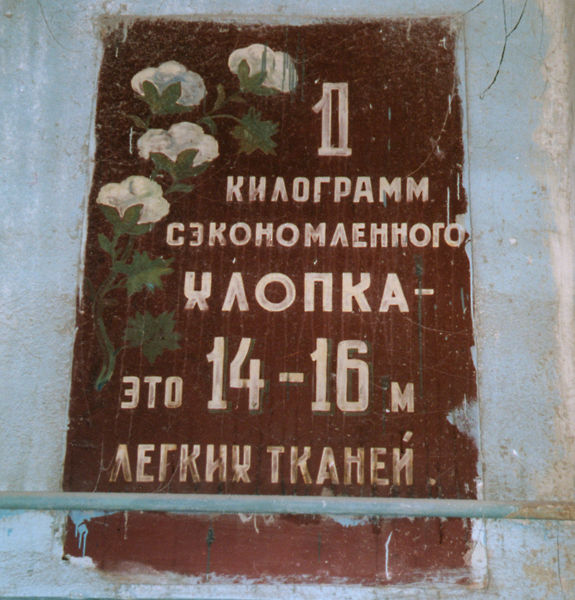 1
КИЛОГРАММ
СЭКОНОМЛЕННОГО
ХЛОПКА-
ЭТО 14-16 М
ЛЕГКИХ ТКАНЕЙ.